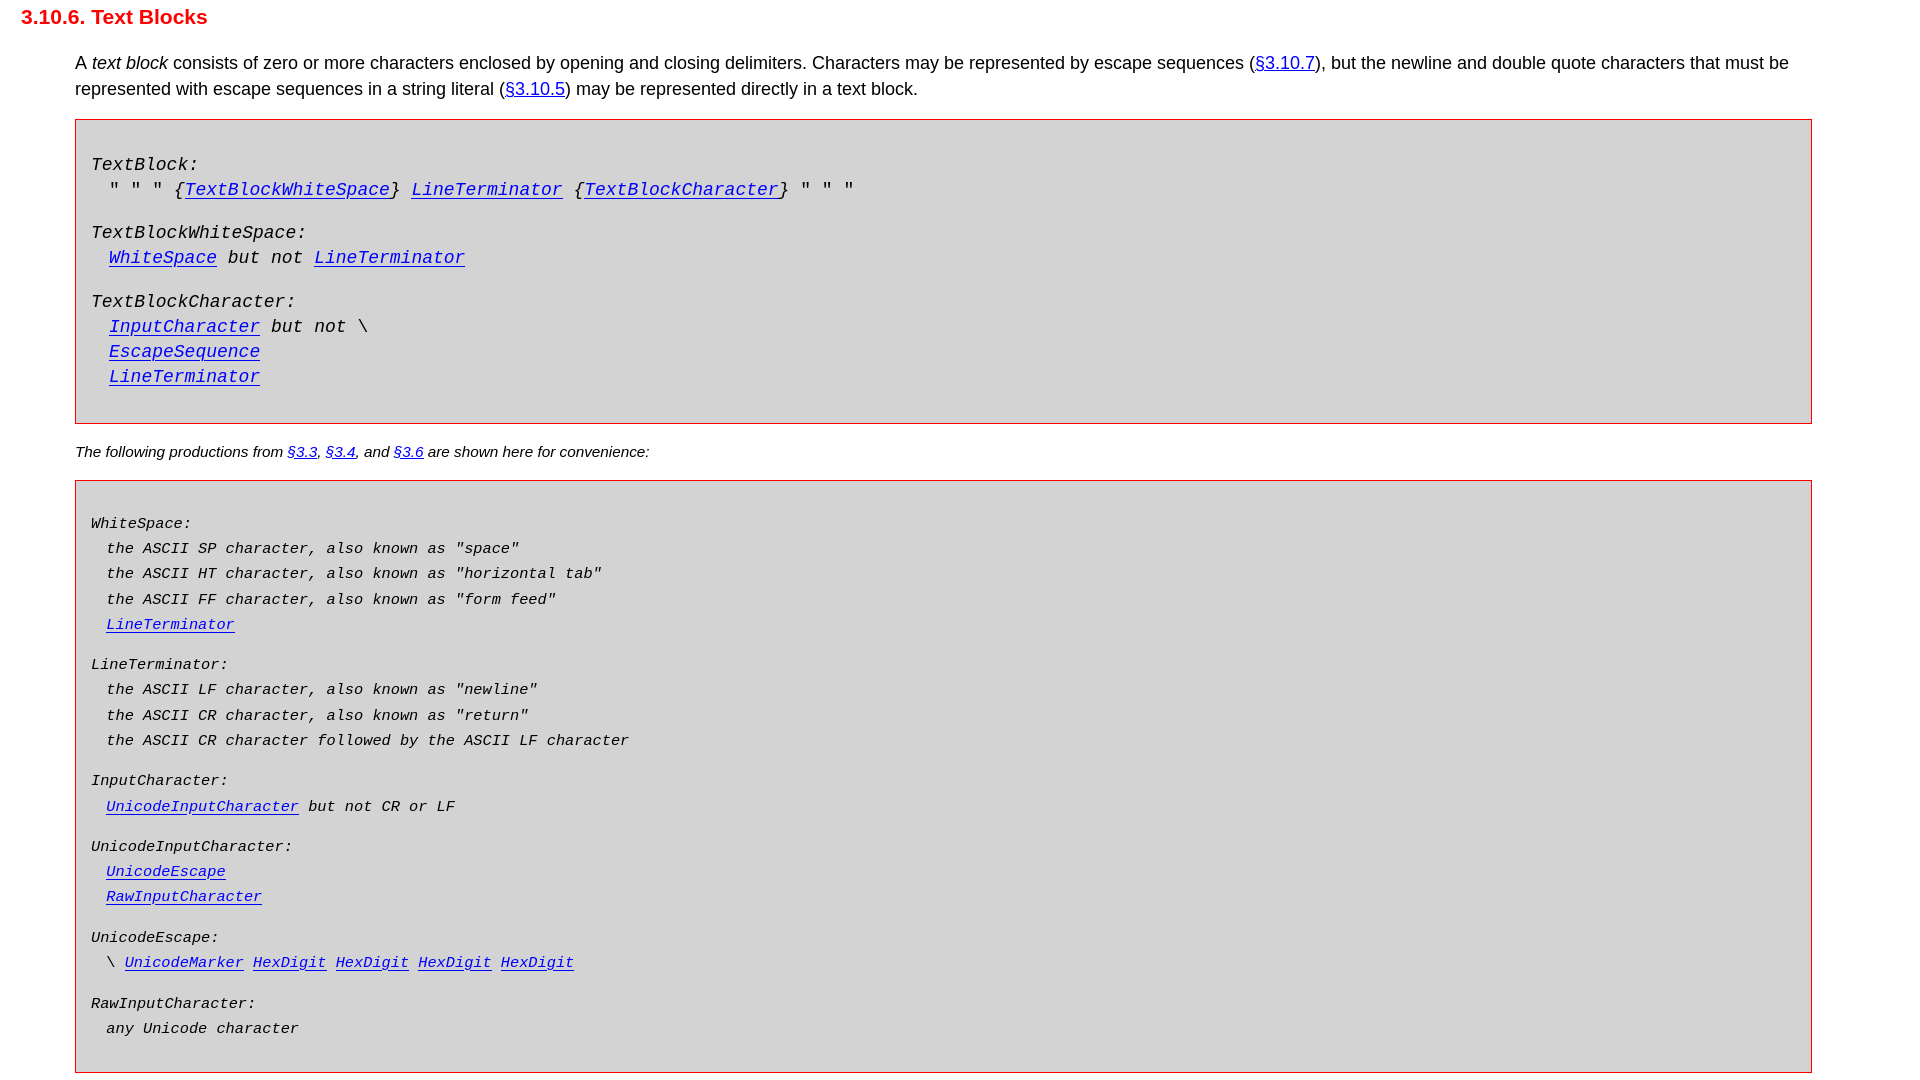 3.10.6. Text Blocks
A text block consists of zero or more characters enclosed by opening and closing delimiters. Characters may be represented by escape sequences (§3.10.7), but the newline and double quote characters that must be
represented with escape sequences in a string literal (§3.10.5) may be represented directly in a text block.
TextBlock:
" " " {TextBlockWhiteSpace} LineTerminator {TextBlockCharacter} " " "
TextBlockWhiteSpace:
WhiteSpace but not LineTerminator
TextBlockCharacter:
InputCharacter but not \
EscapeSequence
LineTerminator
The following productions from §3.3, §3.4, and §3.6 are shown here for convenience:
WhiteSpace:
the ASCII SP character, also known as "space"
the ASCII HT character, also known as "horizontal tab"
the ASCII FF character, also known as "form feed"
LineTerminator
LineTerminator:
the ASCII LF character, also known as "newline"
the ASCII CR character, also known as "return"
the ASCII CR character followed by the ASCII LF character
InputCharacter:
UnicodeInputCharacter but not CR or LF
UnicodeInputCharacter:
UnicodeEscape
RawInputCharacter
UnicodeEscape:
\ UnicodeMarker HexDigit HexDigit HexDigit HexDigit
RawInputCharacter:
any Unicode character